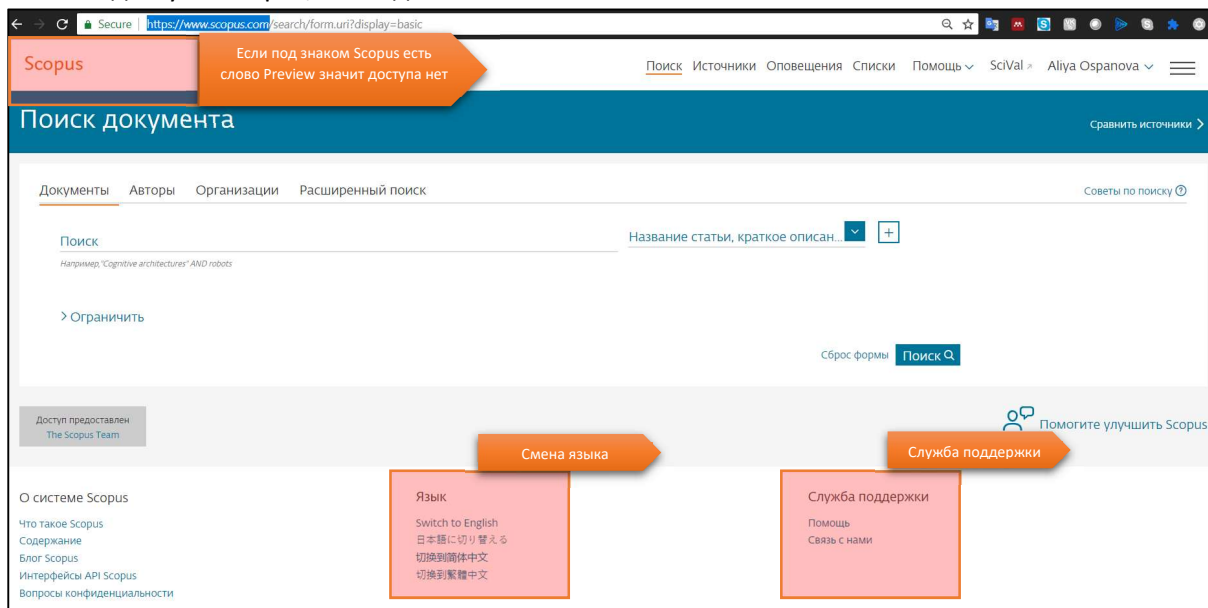 Secure | https://www.scopus.com/search/form.uri?display=basic
Scopus
Если под знаком Scopus есть
слово Preview значит доступа нет
Поиск Источники Оповещения Списки Помощь SciVal Aliya Ospanova
Поиск документа
Сравнить источники
Документы Авторы Организации Расширенный поиск
Советы по поиску
Поиск
Название статьи, краткое описан...
Например,"Cognitive architectures" AND robots
Ограничить
Сброс формы Поиск
Доступ предоставлен
The Scopus Team
Помогите улучшить Scopus
Смена языка
Служба поддержки
О системе Scopus
Что такое Scopus
Содержание
Блог Scopus
Интерфейсы API Scopus
Вопросы конфиденциальности
Язык
Switch to English
日本語に切り替える
切换到简体中文
切換到繁體中文
Служба поддержки
Помощь
Связь с нами